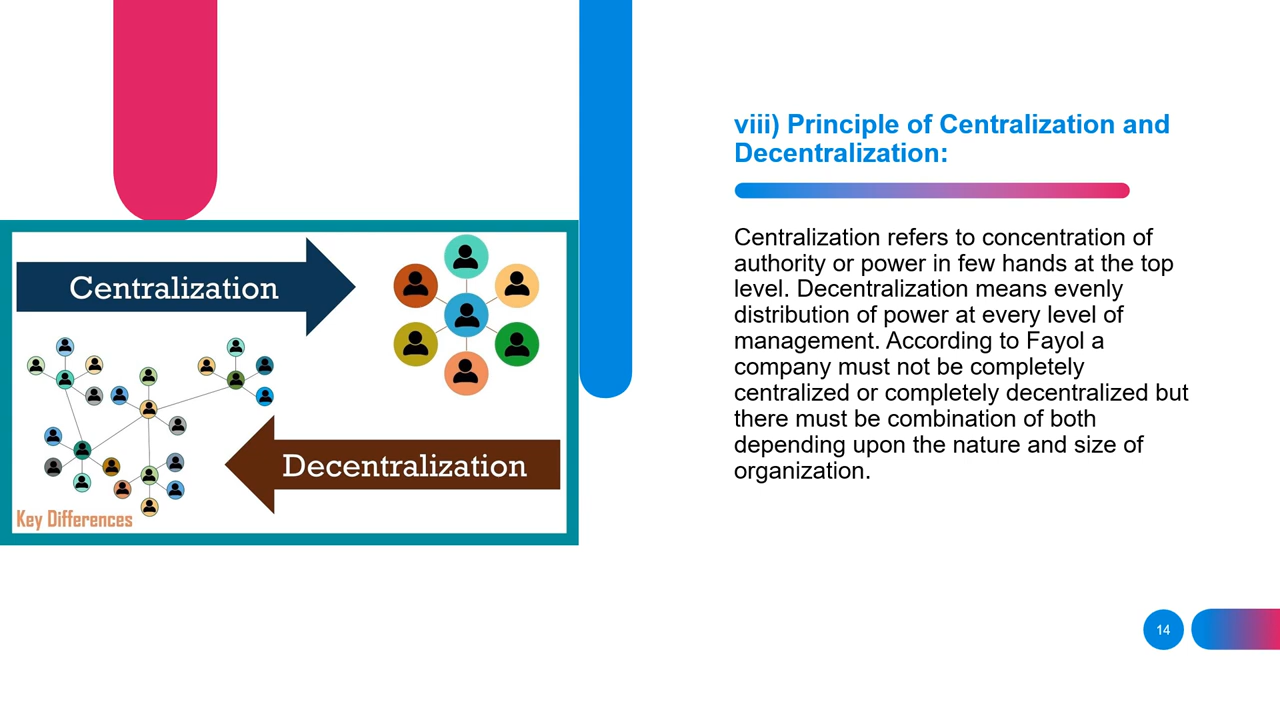 Centralization
Decentralization
Key Differences
viii) Principle of Centralization and
Decentralization:
Centralization refers to concentration of
authority or power in few hands at the top
level. Decentralization means evenly
distribution of power at every level of
management. According to Fayol a
company must not be completely
centralized or completely decentralized but
there must be combination of both
depending upon the nature and size of
organization.
14